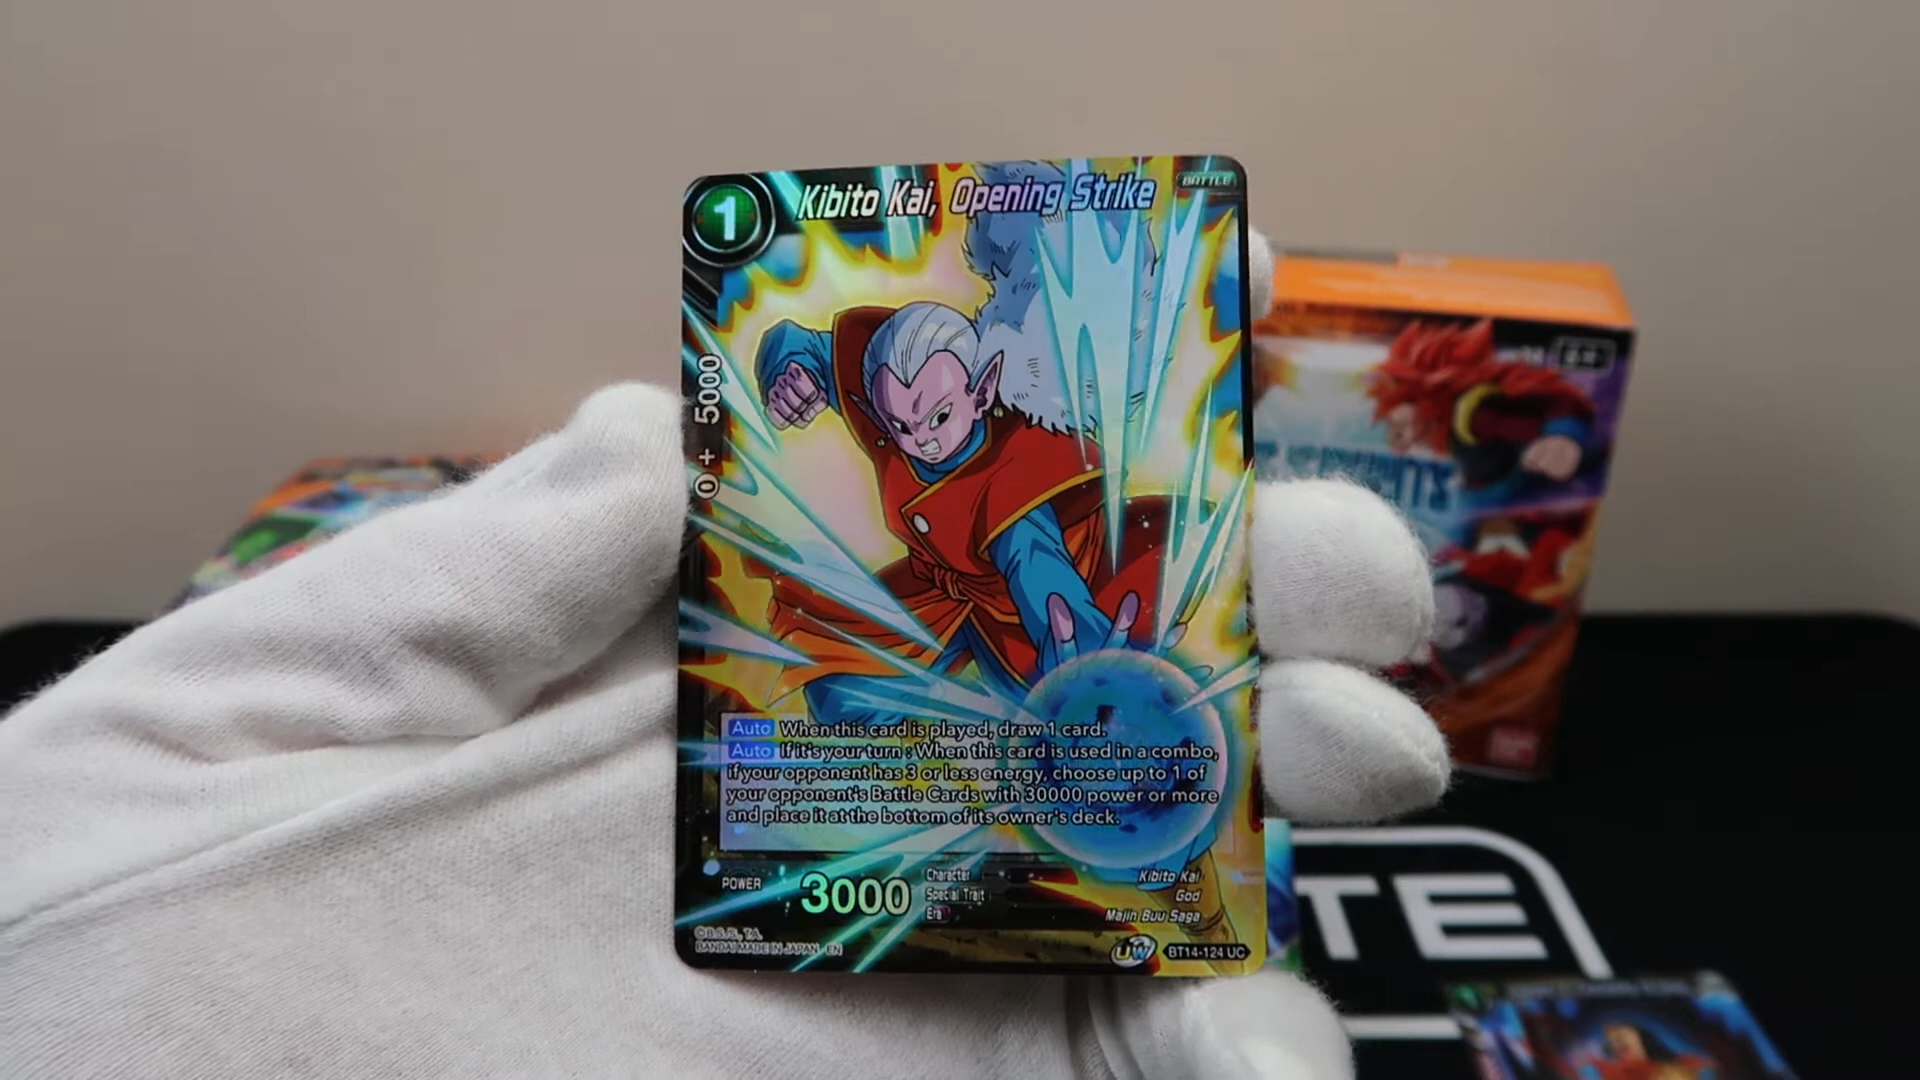 1
Kibito Kai, Opening Strike
BATTLE
0 + 5000
Auto When this card is played, draw 1 card.
Auto If it's your turn : When this card is used in a combo,
if your opponent has 3 or less energy, choose up to 1 of
your opponent's Battle Cards with 30000 power or more
and place it at the bottom of its owner's deck.
POWER 3000
Character Kibito Kai
Special Trait God
Era Majin Buu Saga
©B.S./S., T.A.
BANDAI MADE IN JAPAN EN
UW BT14-124 UC
TE